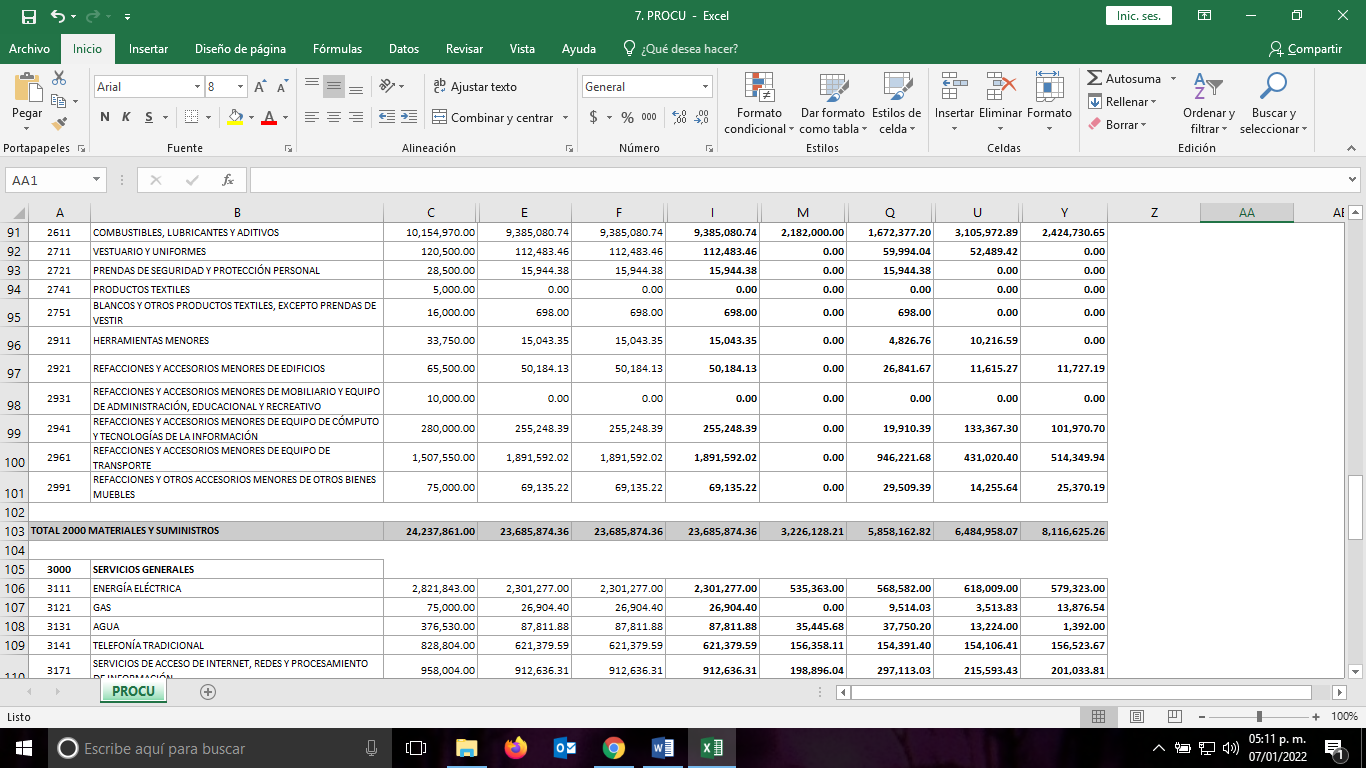 7. PROCU - Excel
Inic. ses.
Archivo Inicio Insertar Diseño de página Fórmulas Datos Revisar Vista Ayuda ¿Qué desea hacer? Compartir
Pegar
Arial 8
N K S
Ajustar texto
Combinar y centrar
General
$ % 000
Formato condicional
Dar formato como tabla
Estilos de celda
Insertar Eliminar Formato
Autosuma
Rellenar
Borrar
Ordenar y filtrar
Buscar y seleccionar
Portapapeles Fuente Alineación Número Estilos Celdas Edición
AA1 fx
A B C E F I M Q U Y Z AA AB
91 2611 COMBUSTIBLES, LUBRICANTES Y ADITIVOS 10,154,970.00 9,385,080.74 9,385,080.74 9,385,080.74 2,182,000.00 1,672,377.20 3,105,972.89 2,424,730.65
92 2711 VESTUARIO Y UNIFORMES 120,500.00 112,483.46 112,483.46 112,483.46 0.00 59,994.04 52,489.42 0.00
93 2721 PRENDAS DE SEGURIDAD Y PROTECCIÓN PERSONAL 28,500.00 15,944.38 15,944.38 15,944.38 0.00 15,944.38 0.00 0.00
94 2741 PRODUCTOS TEXTILES 5,000.00 0.00 0.00 0.00 0.00 0.00 0.00 0.00
95 2751 BLANCOS Y OTROS PRODUCTOS TEXTILES, EXCEPTO PRENDAS DE
VESTIR 16,000.00 698.00 698.00 698.00 0.00 698.00 0.00 0.00
96 2911 HERRAMIENTAS MENORES 33,750.00 15,043.35 15,043.35 15,043.35 0.00 4,826.76 10,216.59 0.00
97 2921 REFACCIONES Y ACCESORIOS MENORES DE EDIFICIOS 65,500.00 50,184.13 50,184.13 50,184.13 0.00 26,841.67 11,615.27 11,727.19
98 2931 REFACCIONES Y ACCESORIOS MENORES DE MOBILIARIO Y EQUIPO
DE ADMINISTRACIÓN, EDUCACIONAL Y RECREATIVO 10,000.00 0.00 0.00 0.00 0.00 0.00 0.00 0.00
99 2941 REFACCIONES Y ACCESORIOS MENORES DE EQUIPO DE CÓMPUTO
Y TECNOLOGÍAS DE LA INFORMACIÓN 280,000.00 255,248.39 255,248.39 255,248.39 0.00 19,910.39 133,367.30 101,970.70
100 2961 REFACCIONES Y ACCESORIOS MENORES DE EQUIPO DE
TRANSPORTE 1,507,550.00 1,891,592.02 1,891,592.02 1,891,592.02 0.00 946,221.68 431,020.40 514,349.94
101 2991 REFACCIONES Y OTROS ACCESORIOS MENORES DE OTROS BIENES
MUEBLES 75,000.00 69,135.22 69,135.22 69,135.22 0.00 29,509.39 14,255.64 25,370.19
102
103 TOTAL 2000 MATERIALES Y SUMINISTROS 24,237,861.00 23,685,874.36 23,685,874.36 23,685,874.36 3,226,128.21 5,858,162.82 6,484,958.07 8,116,625.26
104
105 3000 SERVICIOS GENERALES
106 3111 ENERGÍA ELÉCTRICA 2,821,843.00 2,301,277.00 2,301,277.00 2,301,277.00 535,363.00 568,582.00 618,009.00 579,323.00
107 3121 GAS 75,000.00 26,904.40 26,904.40 26,904.40 0.00 9,514.03 3,513.83 13,876.54
108 3131 AGUA 376,530.00 87,811.88 87,811.88 87,811.88 35,445.68 37,750.20 13,224.00 1,392.00
109 3141 TELEFONÍA TRADICIONAL 828,804.00 621,379.59 621,379.59 621,379.59 156,358.11 154,391.40 154,106.41 156,523.67
110 3171 SERVICIOS DE ACCESO DE INTERNET, REDES Y PROCESAMIENTO
DE INFORMACIÓN 958,004.00 912,636.31 912,636.31 912,636.31 198,896.04 297,113.03 215,593.43 201,033.81
PROCU
Listo 100%
Escribe aquí para buscar
05:11 p. m.
07/01/2022
1